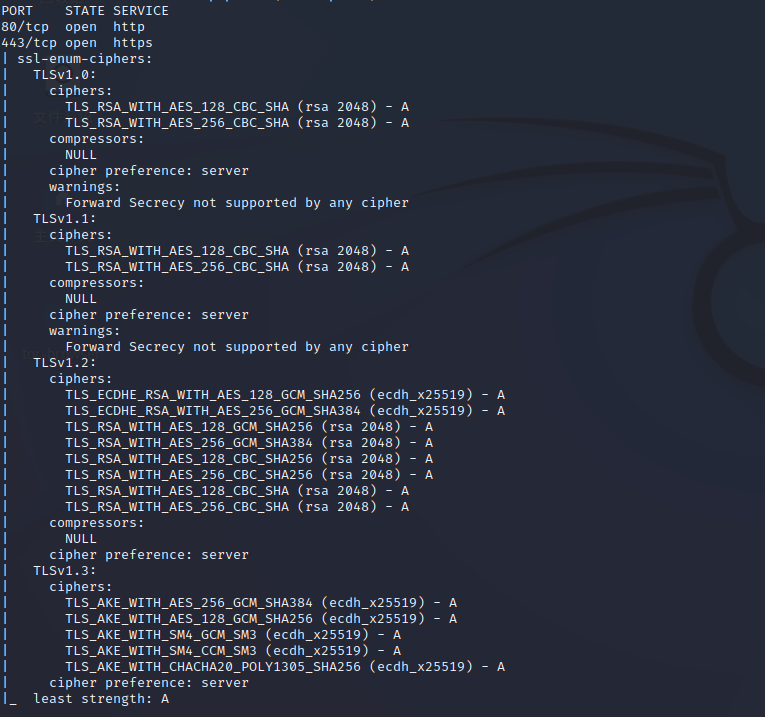 PORT    STATE SERVICE
80/tcp  open  http
443/tcp open  https
| ssl-enum-ciphers:
|   TLSv1.0:
|     ciphers:
|       TLS_RSA_WITH_AES_128_CBC_SHA (rsa 2048) - A
|       TLS_RSA_WITH_AES_256_CBC_SHA (rsa 2048) - A
|     compressors:
|       NULL
|     cipher preference: server
|     warnings:
|       Forward Secrecy not supported by any cipher
|   TLSv1.1:
|     ciphers:
|       TLS_RSA_WITH_AES_128_CBC_SHA (rsa 2048) - A
|       TLS_RSA_WITH_AES_256_CBC_SHA (rsa 2048) - A
|     compressors:
|       NULL
|     cipher preference: server
|     warnings:
|       Forward Secrecy not supported by any cipher
|   TLSv1.2:
|     ciphers:
|       TLS_ECDHE_RSA_WITH_AES_128_GCM_SHA256 (ecdh_x25519) - A
|       TLS_ECDHE_RSA_WITH_AES_256_GCM_SHA384 (ecdh_x25519) - A
|       TLS_RSA_WITH_AES_128_GCM_SHA256 (rsa 2048) - A
|       TLS_RSA_WITH_AES_256_GCM_SHA384 (rsa 2048) - A
|       TLS_RSA_WITH_AES_128_CBC_SHA256 (rsa 2048) - A
|       TLS_RSA_WITH_AES_256_CBC_SHA256 (rsa 2048) - A
|       TLS_RSA_WITH_AES_128_CBC_SHA (rsa 2048) - A
|       TLS_RSA_WITH_AES_256_CBC_SHA (rsa 2048) - A
|     compressors:
|       NULL
|     cipher preference: server
|   TLSv1.3:
|     ciphers:
|       TLS_AKE_WITH_AES_256_GCM_SHA384 (ecdh_x25519) - A
|       TLS_AKE_WITH_AES_128_GCM_SHA256 (ecdh_x25519) - A
|       TLS_AKE_WITH_SM4_GCM_SM3 (ecdh_x25519) - A
|       TLS_AKE_WITH_SM4_CCM_SM3 (ecdh_x25519) - A
|       TLS_AKE_WITH_CHACHA20_POLY1305_SHA256 (ecdh_x25519) - A
|     cipher preference: server
|_  least strength: A